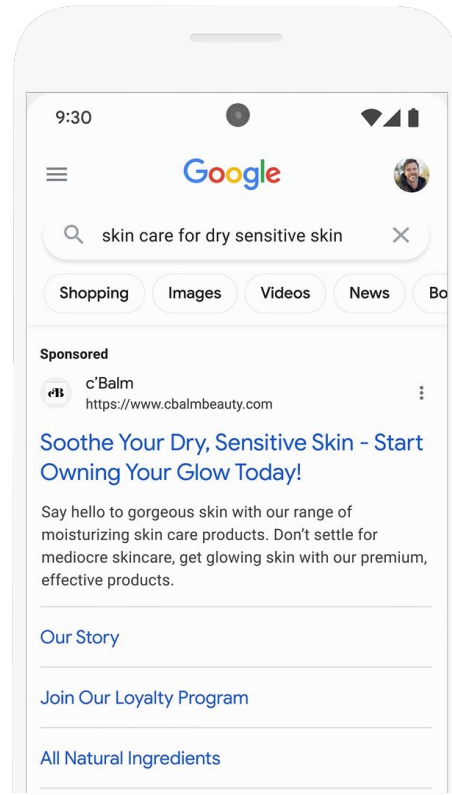 9:30
Google
skin care for dry sensitive skin
Shopping Images Videos News Bo
Sponsored
c'B
c'Balm
https://www.cbalmbeauty.com
Soothe Your Dry, Sensitive Skin - Start
Owning Your Glow Today!
Say hello to gorgeous skin with our range of
moisturizing skin care products. Don't settle for
mediocre skincare, get glowing skin with our premium,
effective products.
Our Story
Join Our Loyalty Program
All Natural Ingredients